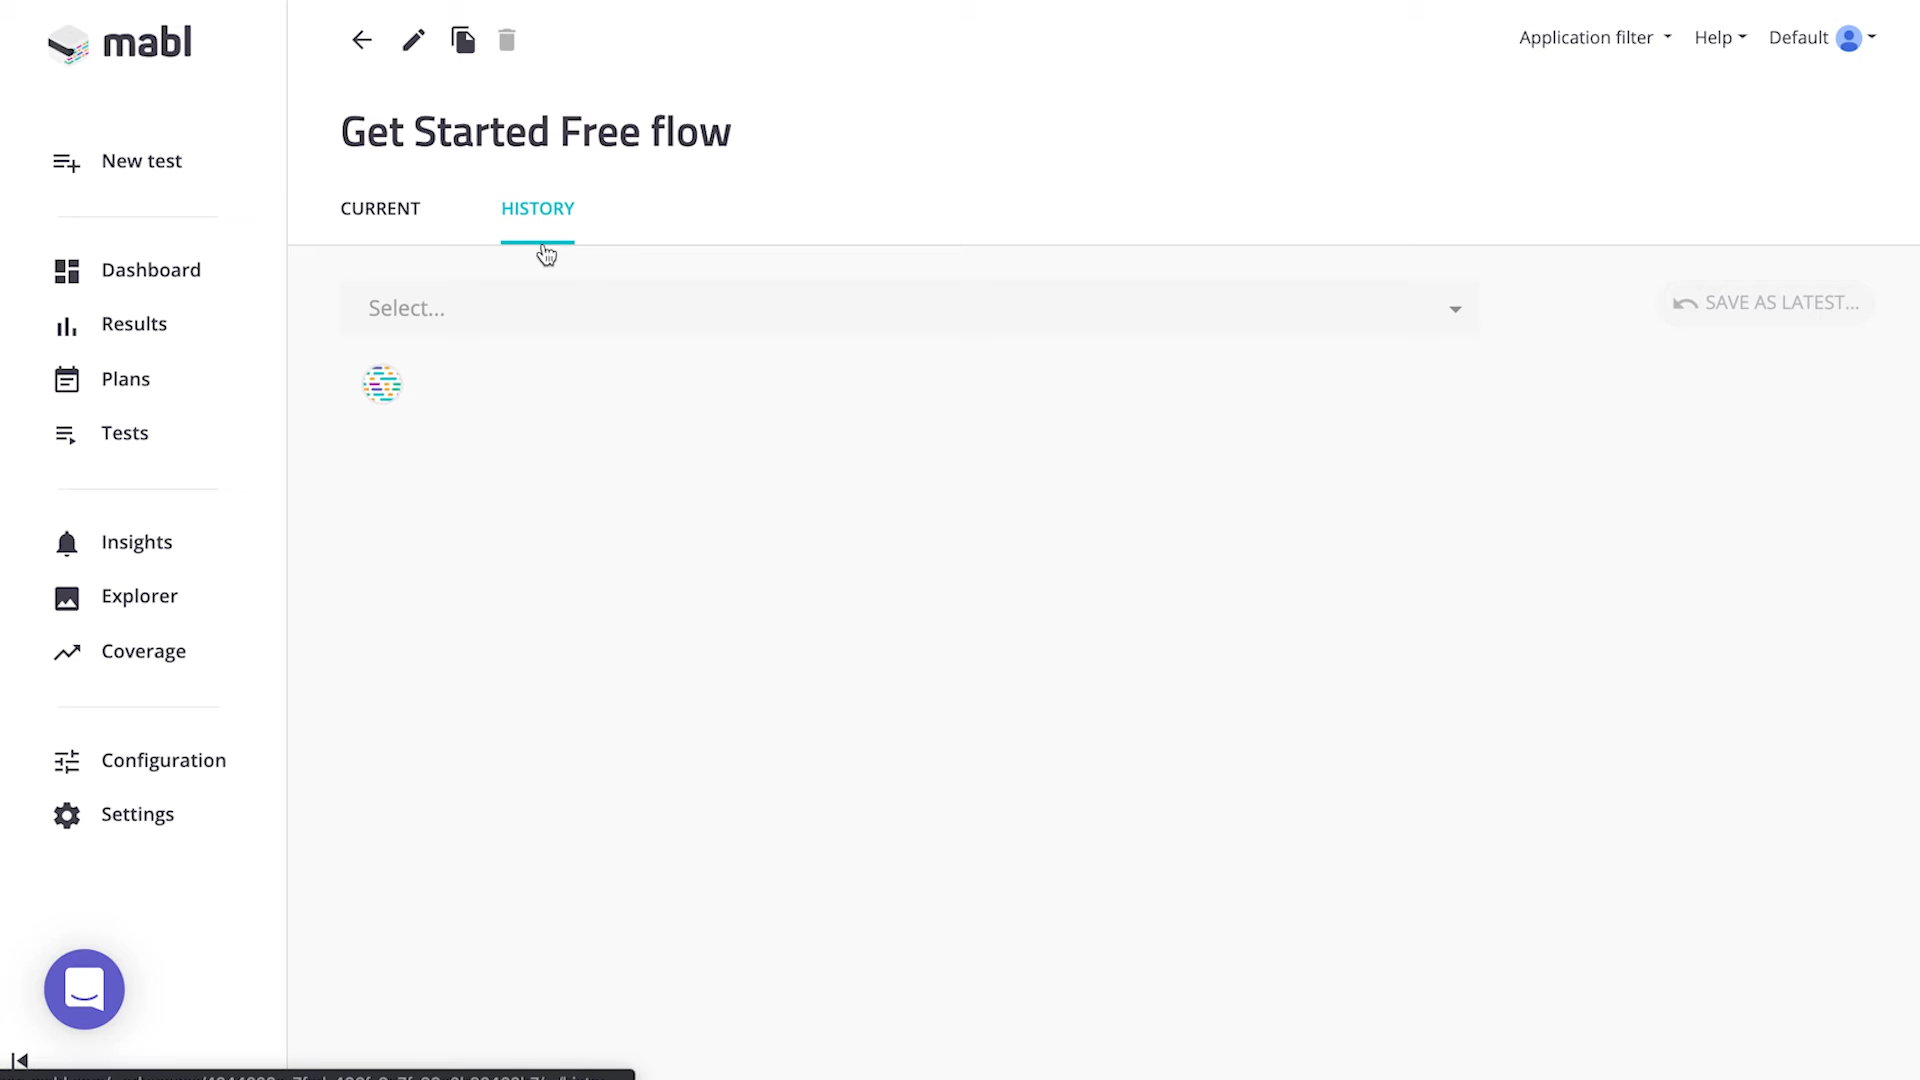 mabl
Application filter
Help
Default
Get Started Free flow
New test
CURRENT
HISTORY
Dashboard
Select...
SAVE AS LATEST...
Results
Plans
Tests
Insights
Explorer
Coverage
Configuration
Settings